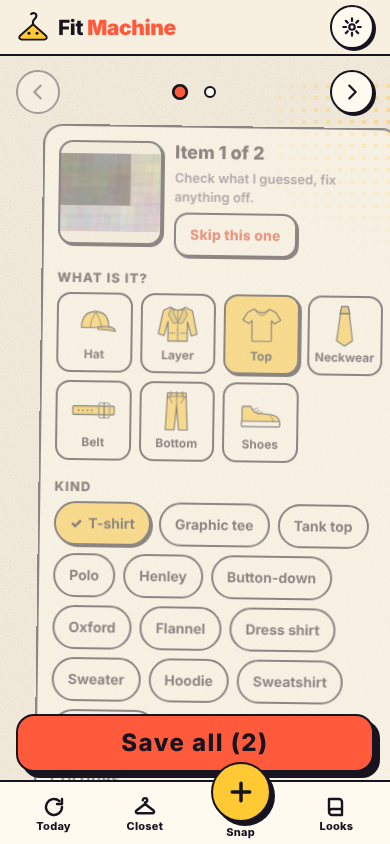 Fit Machine
Item 1 of 2
Check what I guessed, fix
anything off.
Skip this one
WHAT IS IT?
Hat
Layer
Top
Neckwear
Belt
Bottom
Shoes
KIND
T-shirt
Graphic tee
Tank top
Polo
Henley
Button-down
Oxford
Flannel
Dress shirt
Sweater
Hoodie
Sweatshirt
Save all (2)
Today
Closet
Snap
Looks